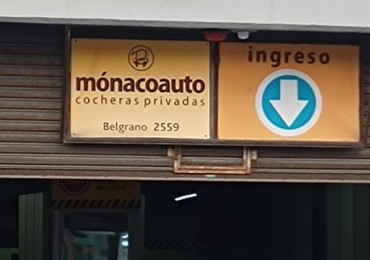 mónacoauto
cocheras privadas
Belgrano 2559
ingreso